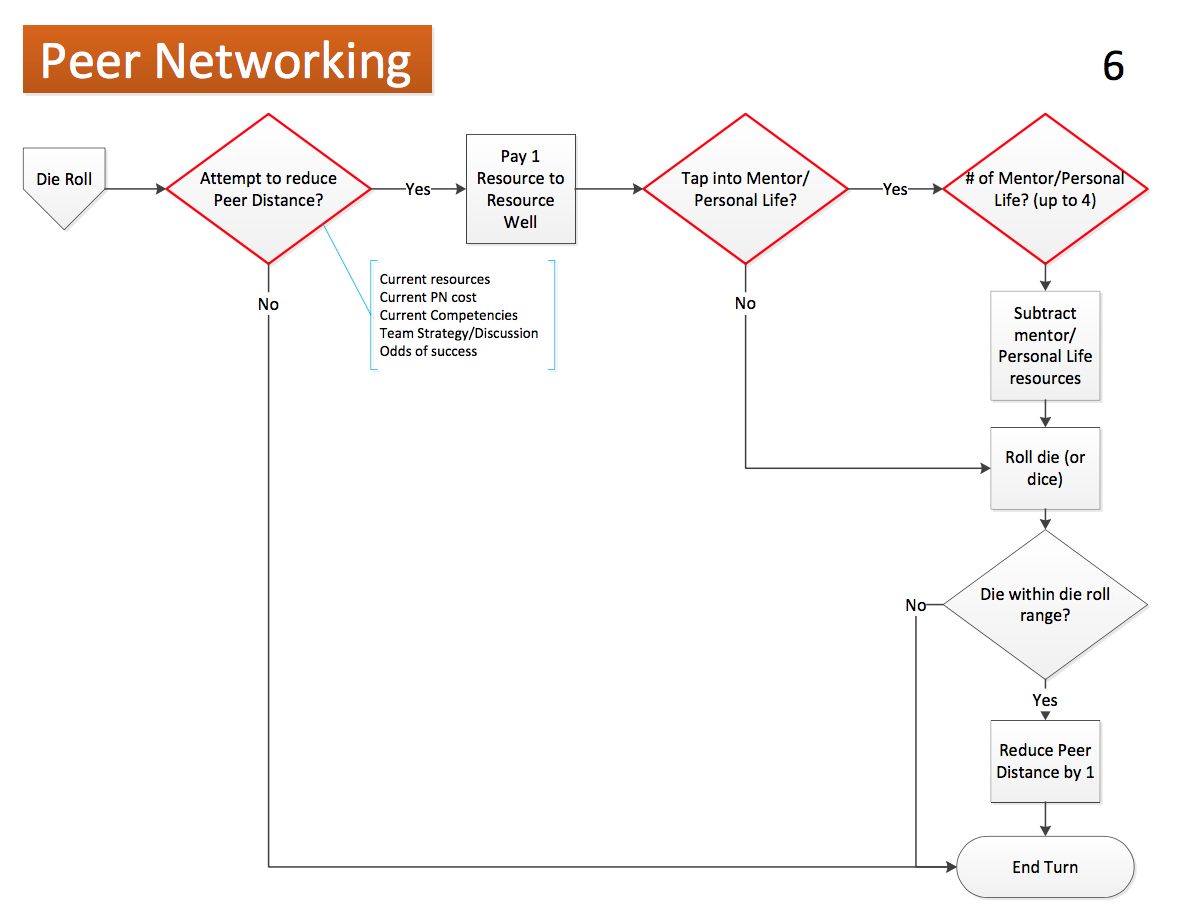 Peer Networking
6
Die Roll
Attempt to reduce
Peer Distance?
Yes
Pay 1
Resource to
Resource
Well
Tap into Mentor/
Personal Life?
Yes
# of Mentor/Personal
Life? (up to 4)
No
Current resources
Current PN cost
Current Competencies
Team Strategy/Discussion
Odds of success
No
Subtract
mentor/
Personal Life
resources
Roll die (or
dice)
Die within die roll
range?
No
Yes
Reduce Peer
Distance by 1
End Turn